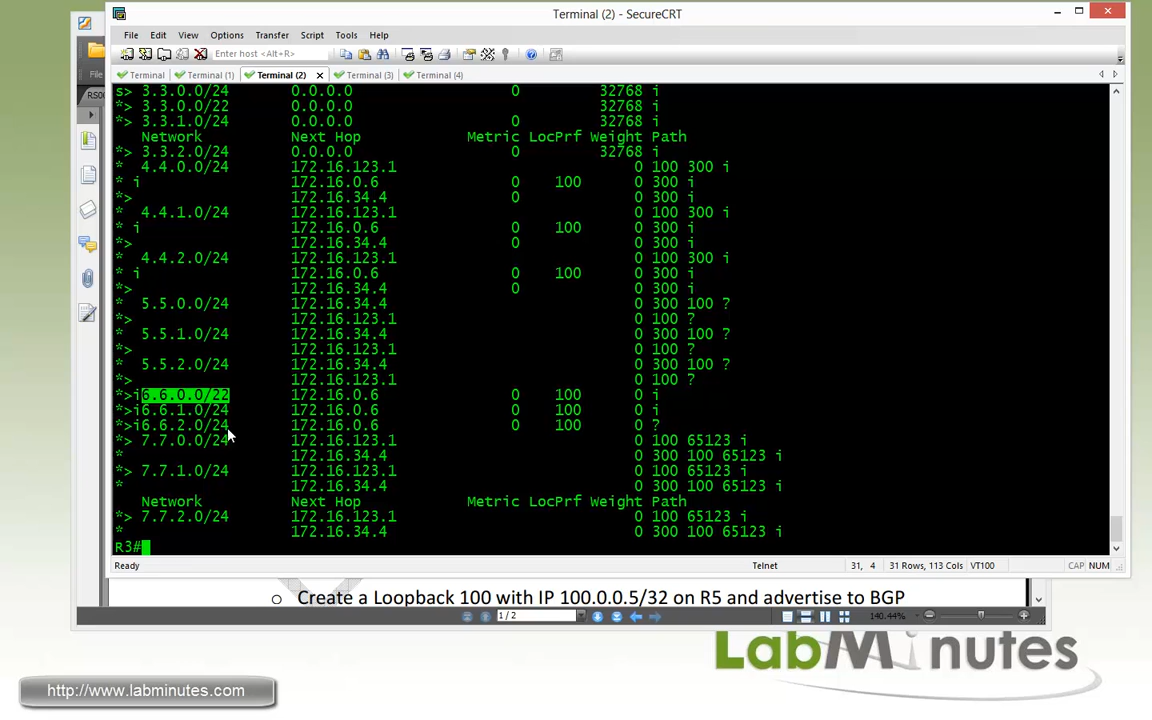 Terminal (2) - SecureCRT
File Edit View Options Transfer Script Tools Help
Enter host <Alt+R>
Terminal Terminal (1) Terminal (2) × Terminal (3) Terminal (4)
File
RS00
s> 3.3.0.0/24 0.0.0.0 0 32768 i
*> 3.3.0.0/22 0.0.0.0 32768 i
*> 3.3.1.0/24 0.0.0.0 0 32768 i
Network Next Hop Metric LocPrf Weight Path
*> 3.3.2.0/24 0.0.0.0 0 32768 i
* 4.4.0.0/24 172.16.123.1 0 100 300 i
* i 172.16.0.6 0 100 0 300 i
*> 172.16.34.4 0 0 300 i
* 4.4.1.0/24 172.16.123.1 0 100 300 i
* i 172.16.0.6 0 100 0 300 i
*> 172.16.34.4 0 0 300 i
* 4.4.2.0/24 172.16.123.1 0 100 300 i
* i 172.16.0.6 0 100 0 300 i
*> 172.16.34.4 0 0 300 i
* 5.5.0.0/24 172.16.34.4 0 300 100 ?
*> 172.16.123.1 0 100 ?
* 5.5.1.0/24 172.16.34.4 0 300 100 ?
*> 172.16.123.1 0 100 ?
* 5.5.2.0/24 172.16.34.4 0 300 100 ?
*> 172.16.123.1 0 100 ?
*>i6.6.0.0/22 172.16.0.6 0 100 0 i
*>i6.6.1.0/24 172.16.0.6 0 100 0 i
*>i6.6.2.0/24 172.16.0.6 0 100 0 ?
*> 7.7.0.0/24 172.16.123.1 0 100 65123 i
* 172.16.34.4 0 300 100 65123 i
*> 7.7.1.0/24 172.16.123.1 0 100 65123 i
* 172.16.34.4 0 300 100 65123 i
Network Next Hop Metric LocPrf Weight Path
*> 7.7.2.0/24 172.16.123.1 0 100 65123 i
* 172.16.34.4 0 300 100 65123 i
R3#
Ready Telnet 31, 4 31 Rows, 113 Cols VT100 CAP NUM
o Create a Loopback 100 with IP 100.0.0.5/32 on R5 and advertise to BGP
1 / 2 140.44%
LabMinutes
http://www.labminutes.com